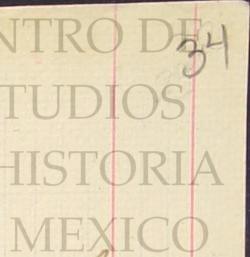 34
NTRO DE
TUDIOS
HISTORIA
MEXICO